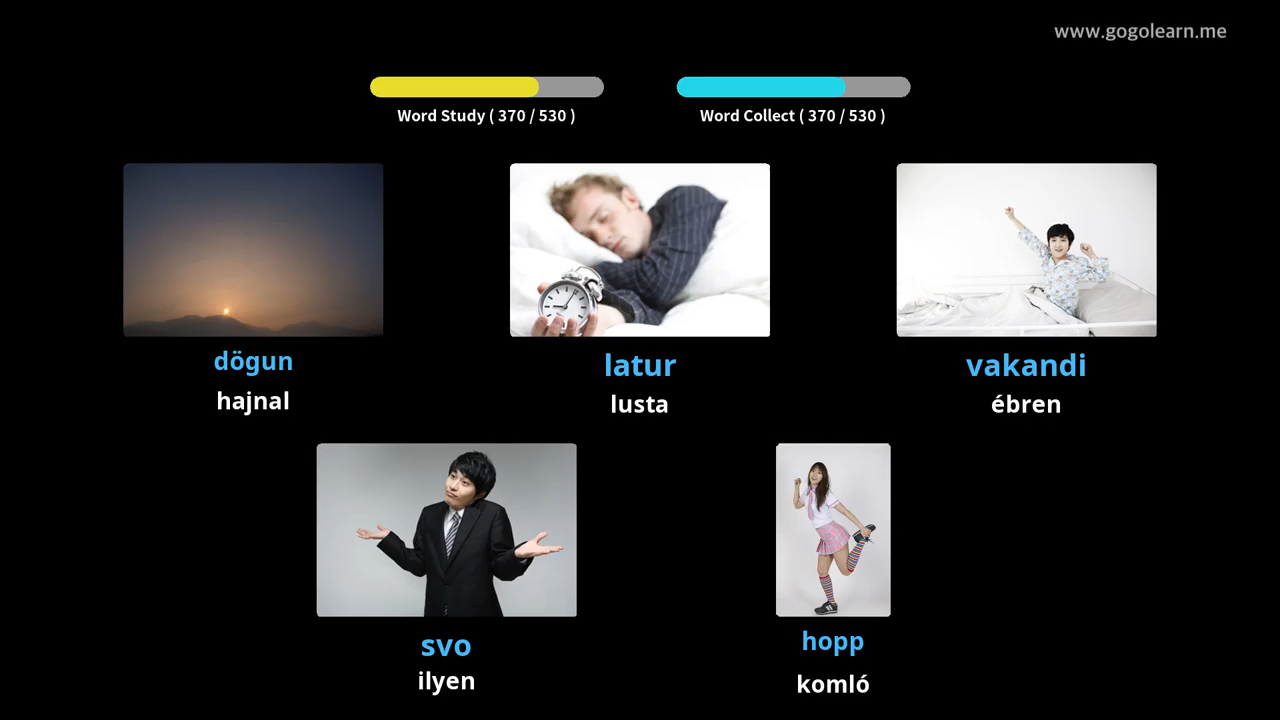 www.gogolearn.me
Word Study ( 370 / 530 )
Word Collect ( 370 / 530 )
dögun
hajnal
latur
lusta
vakandi
ébren
svo
ilyen
hopp
komló